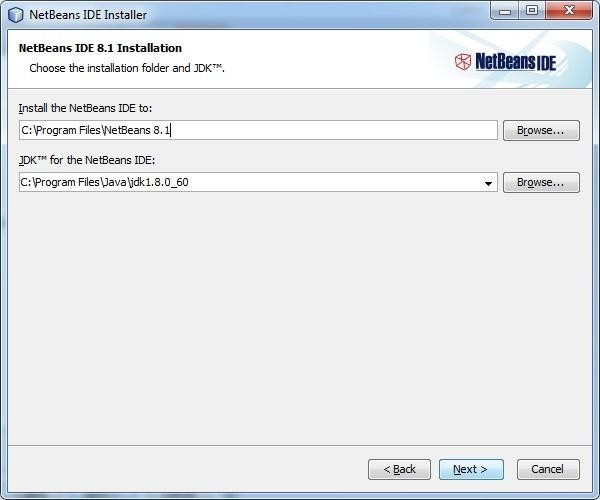 NetBeans IDE Installer
NetBeans IDE 8.1 Installation
Choose the installation folder and JDK™.
NetBeans IDE
Install the NetBeans IDE to:
C:\Program Files\NetBeans 8.1
Browse...
JDK™ for the NetBeans IDE:
C:\Program Files\Java\jdk1.8.0_60
Browse...
< Back
Next >
Cancel